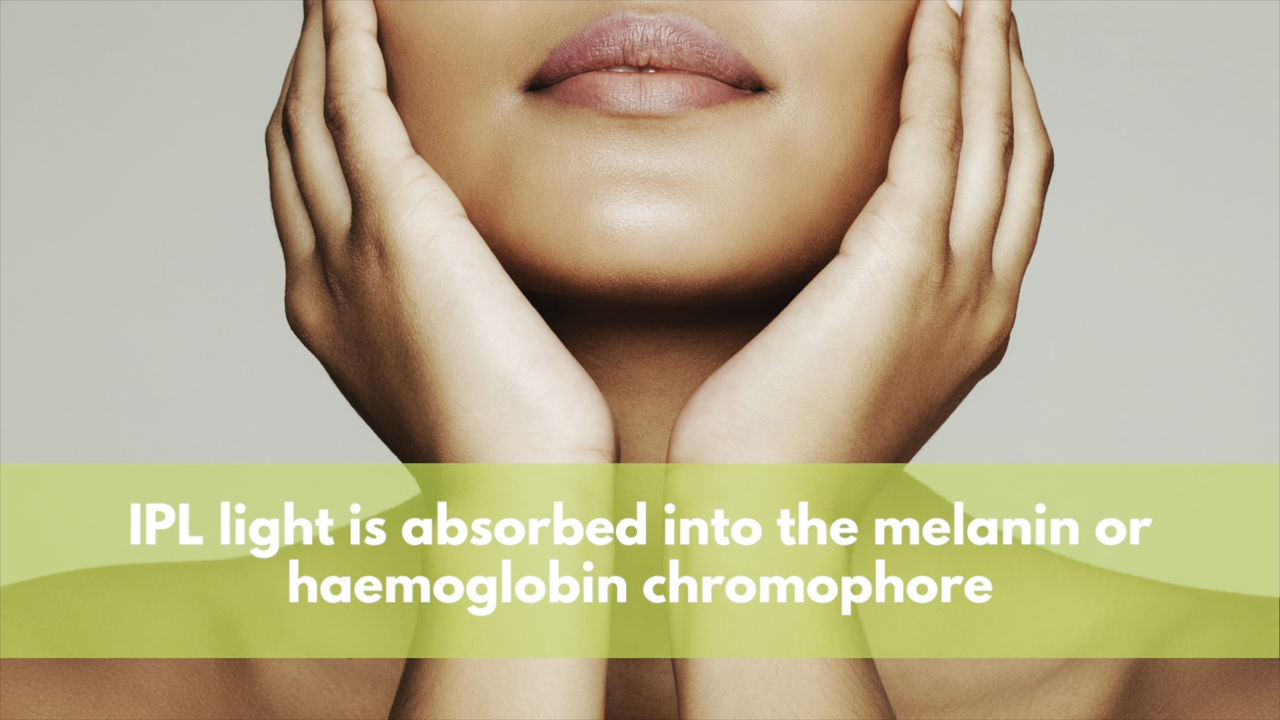 IPL light is absorbed into the melanin or
haemoglobin chromophore